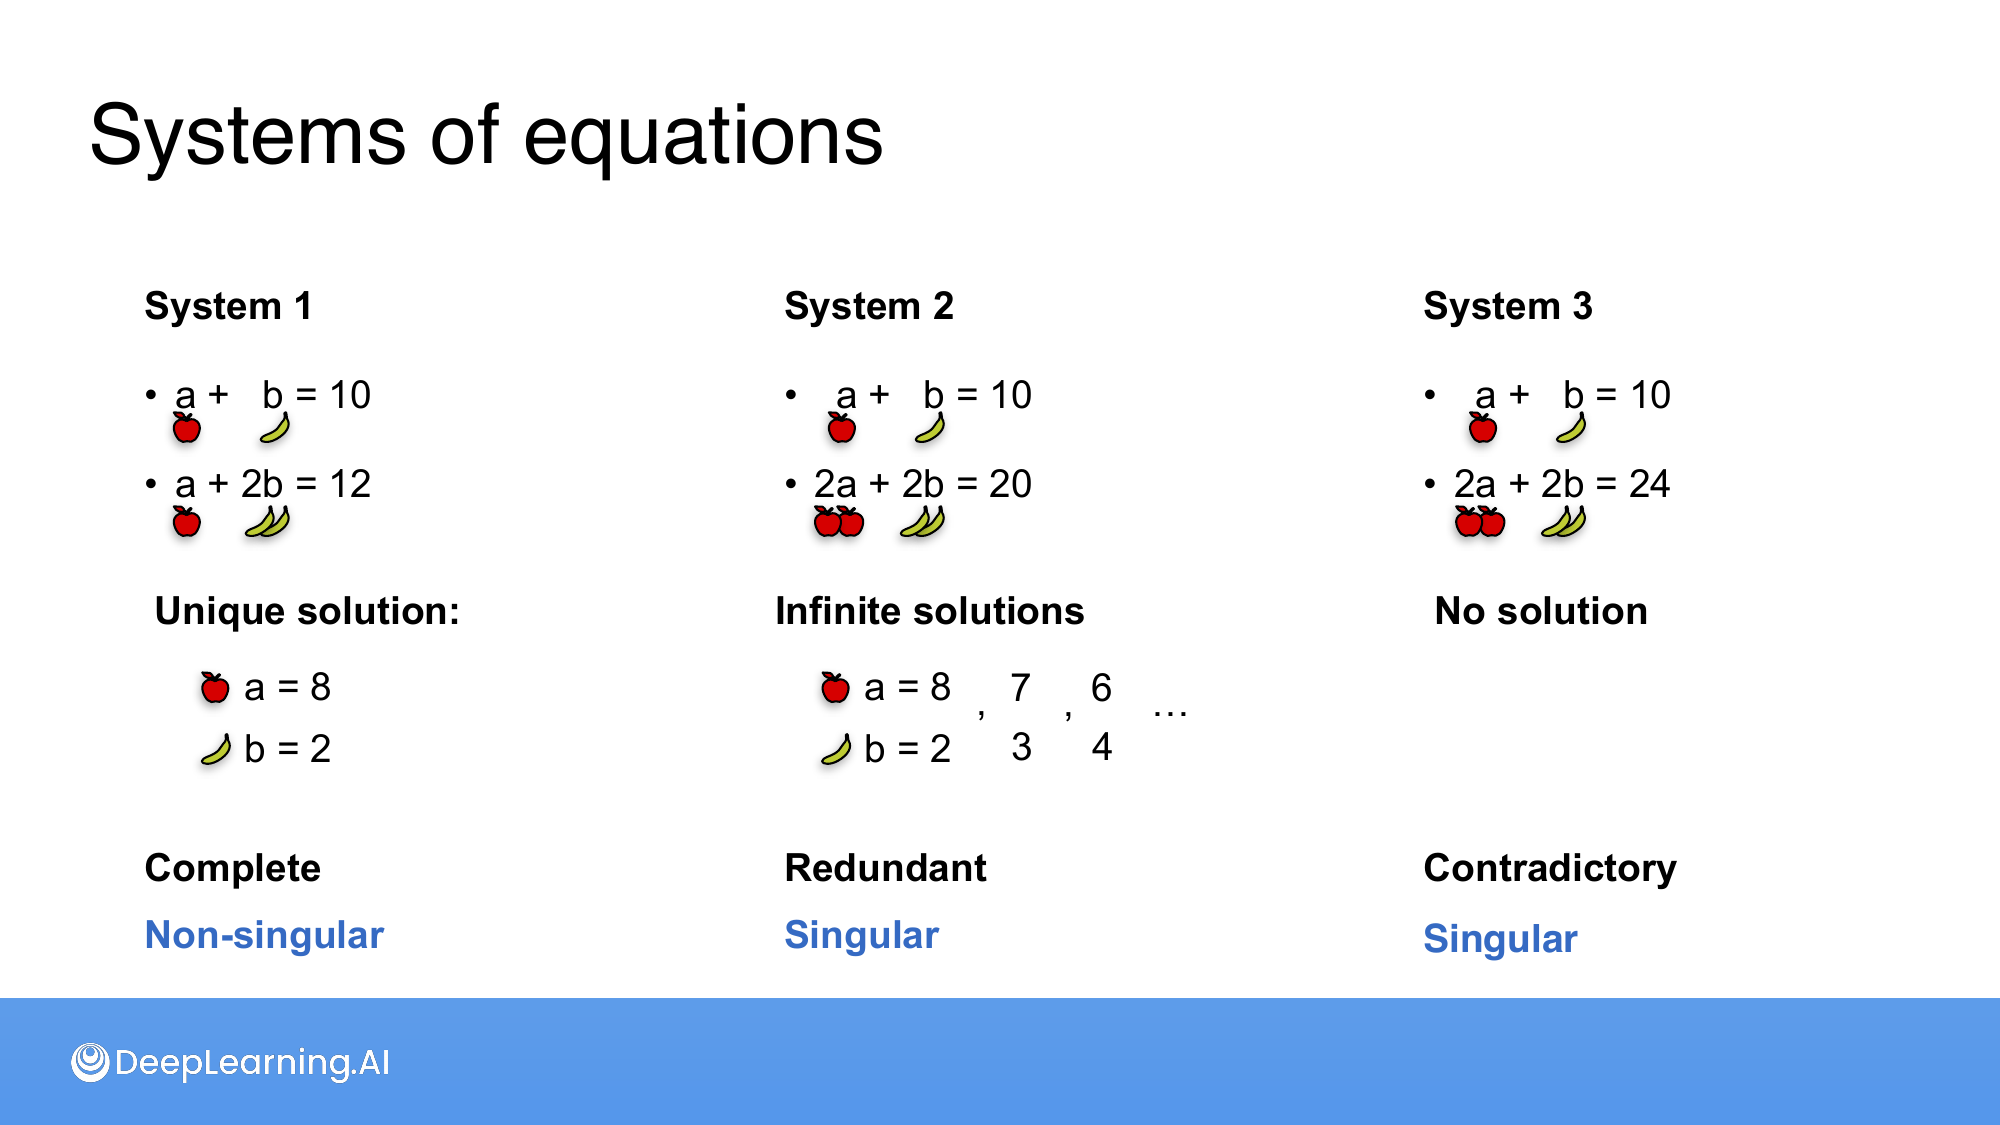 Systems of equations
System 1
• a + b = 10
• a + 2b = 12
Unique solution:
a = 8
b = 2
Complete
Non-singular
System 2
• a + b = 10
• 2a + 2b = 20
Infinite solutions
a = 8 , 7 , 6 ...
b = 2 3 4
Redundant
Singular
System 3
• a + b = 10
• 2a + 2b = 24
No solution
Contradictory
Singular
DeepLearning.AI